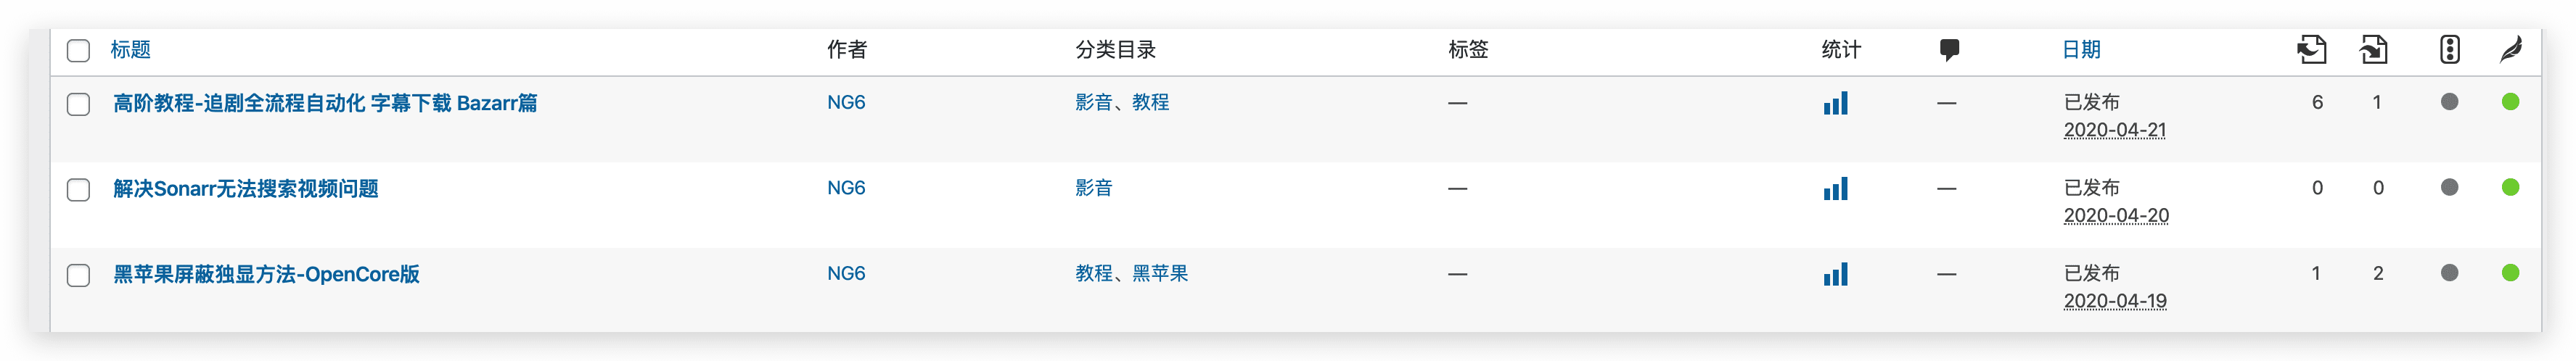 标题 作者 分类目录 标签 统计 日期
高阶教程-追剧全流程自动化 字幕下载 Bazarr篇 NG6 影音、教程 — — 已发布 6 1
2020-04-21
解决Sonarr无法搜索视频问题 NG6 影音 — — 已发布 0 0
2020-04-20
黑苹果屏蔽独显方法-OpenCore版 NG6 教程、黑苹果 — — 已发布 1 2
2020-04-19